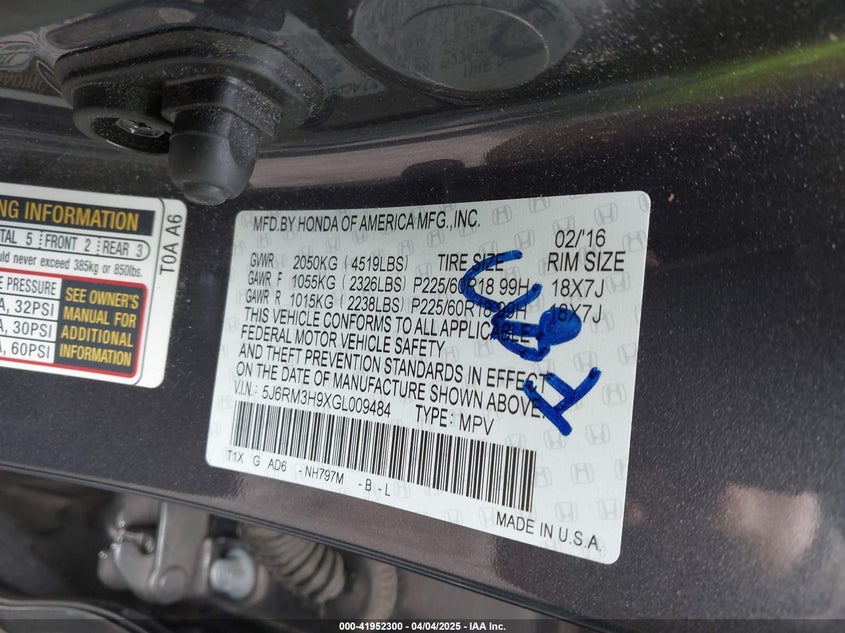 NG INFORMATION
TAL 5 FRONT 2 REAR 3
ould never exceed 385kg or 850lbs.
PRESSURE
A, 32PSI
A, 30PSI
A, 60PSI
SEE OWNER'S
MANUAL FOR
ADDITIONAL
INFORMATION
T0A A6
MFD.BY HONDA OF AMERICA MFG.,INC.
02/'16
GVWR 2050KG (4519LBS) TIRE SIZE RIM SIZE
GAWR F 1055KG (2326LBS) P225/60R18 99H 18X7J
GAWR R 1015KG (2238LBS) P225/60R18 99H 18X7J
THIS VEHICLE CONFORMS TO ALL APPLICABLE
FEDERAL MOTOR VEHICLE SAFETY
AND THEFT PREVENTION STANDARDS IN EFFECT
ON THE DATE OF MANUFACTURE SHOWN ABOVE.
V.I.N.: 5J6RM3H9XGL009484 TYPE: MPV
T1X G AD6 -NH797M -B-L
MADE IN U.S.A.
000-41952300 - 04/04/2025 - IAA Inc.